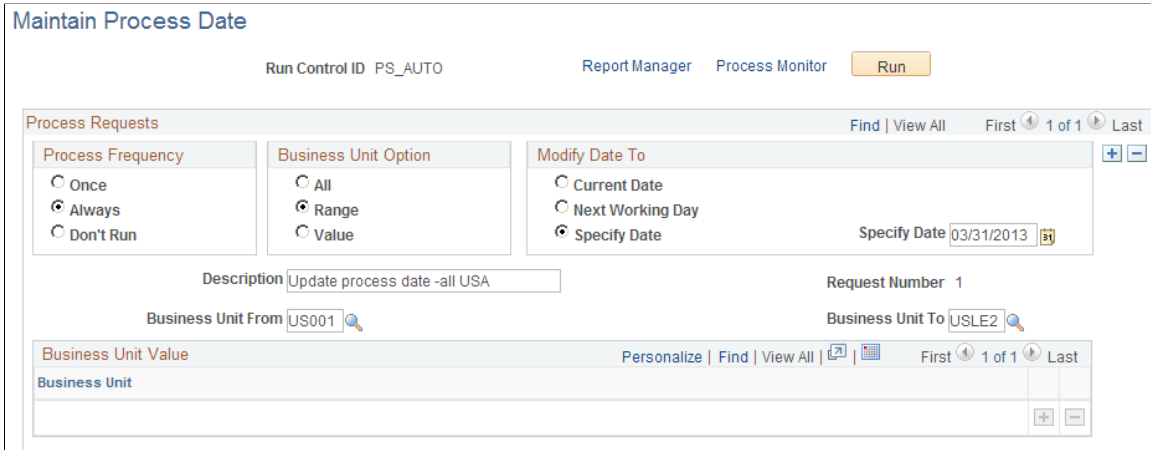 Maintain Process Date
Run Control ID PS_AUTO Report Manager Process Monitor Run
Process Requests Find | View All First 1 of 1 Last
Process Frequency Business Unit Option Modify Date To
Once All Current Date
Always Range Next Working Day
Don't Run Value Specify Date Specify Date 03/31/2013
Description Update process date -all USA Request Number 1
Business Unit From US001 Business Unit To USLE2
Business Unit Value Personalize | Find | View All | | First 1 of 1 Last
Business Unit